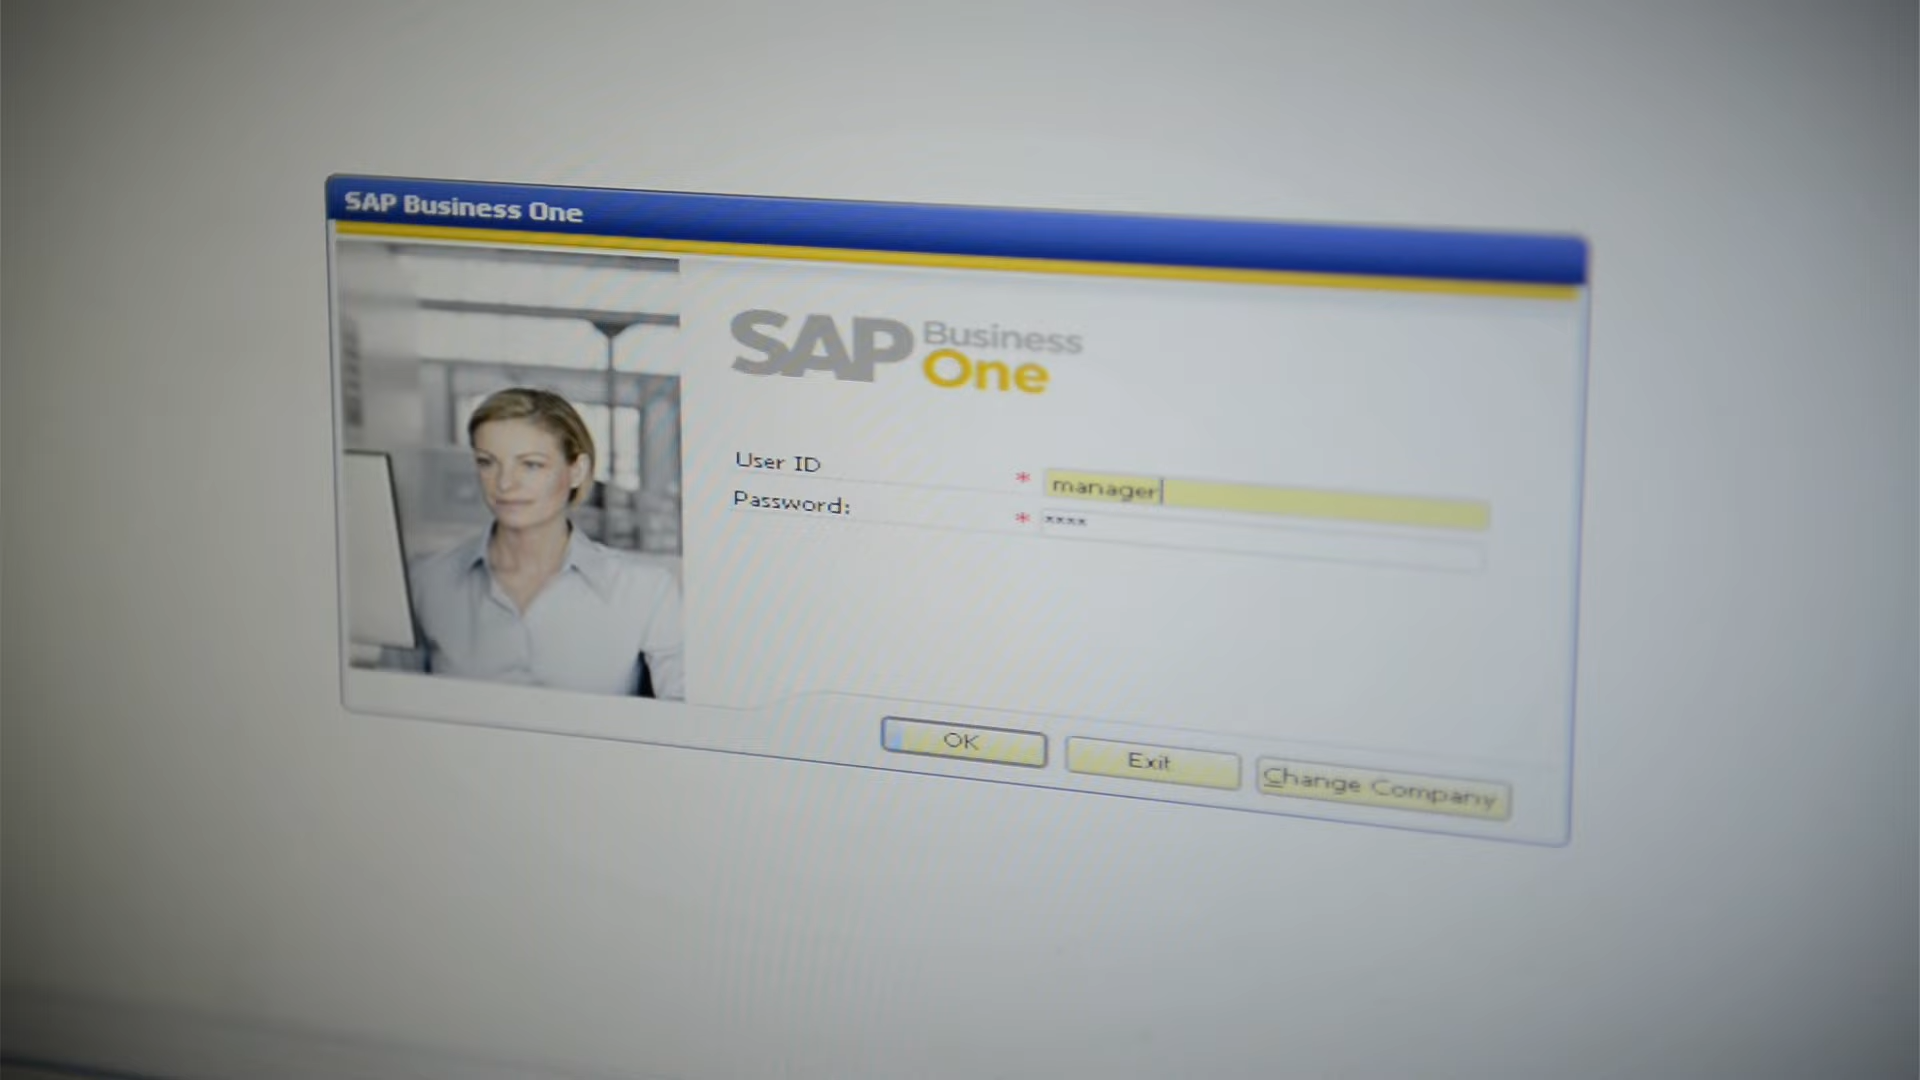 SAP Business One
SAP Business One
User ID * manager
Password: * ****
OK Exit Change Company